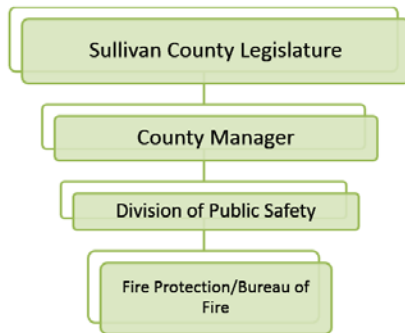 Sullivan County Legislature
County Manager
Division of Public Safety
Fire Protection/Bureau of
Fire